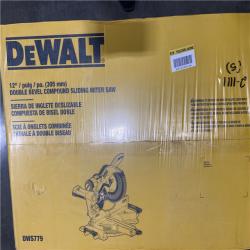 DEWALT
12" / pulg / po. (305 mm)
DOUBLE BEVEL COMPOUND SLIDING MITER SAW
SIERRA DE INGLETE DESLIZABLE
COMPUESTA DE BISEL DOBLE
SCIE À ONGLETS COMBINÉE
DOUBLE BISEAU
DWS779